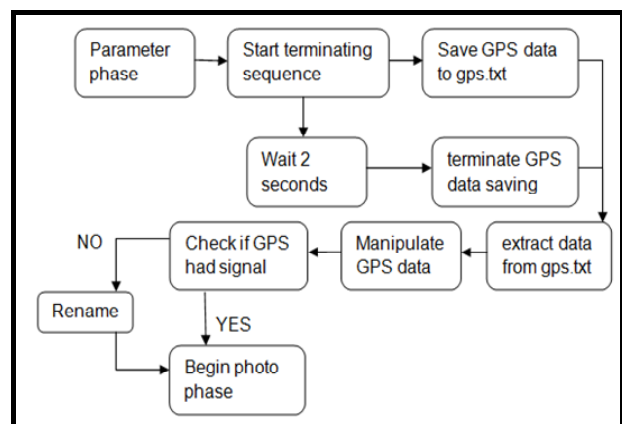 Parameter
phase
Start terminating
sequence
Save GPS data
to gps.txt
Wait 2
seconds
terminate GPS
data saving
NO
Check if GPS
had signal
Manipulate
GPS data
extract data
from gps.txt
Rename
YES
Begin photo
phase